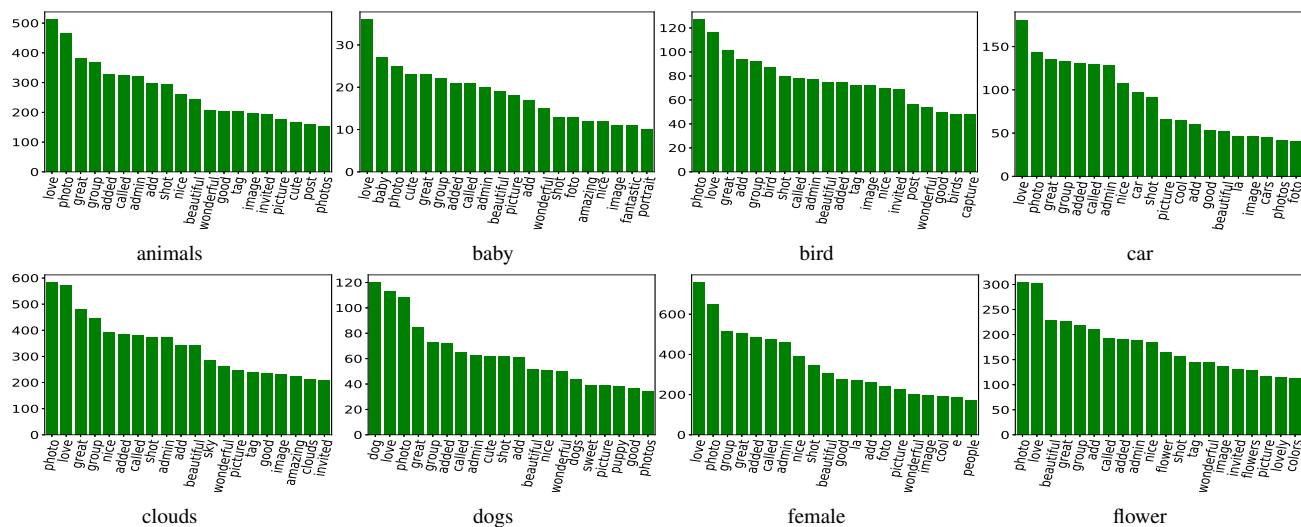 500
400
300
200
100
0
love photo great group added called admin add shot nice beautiful wonderful good tag image invited picture cute post photos
animals
30
20
10
0
love baby photo cute great group added called admin beautiful picture add wonderful shot foto amazing nice image fantastic portrait
baby
120
100
80
60
40
20
0
photo love great add group bird shot called admin beautiful added tag image nice invited post wonderful good birds capture
bird
150
100
50
0
love photo great group added called admin nice car shot picture cool add good beautiful la image cars photos foto
car
600
500
400
300
200
100
0
photo love great group nice added called shot admin add beautiful sky wonderful picture tag good image amazing clouds invited
clouds
120
100
80
60
40
20
0
dog love photo great group added called admin cute shot add beautiful nice wonderful dogs sweet picture puppy good photos
dogs
600
400
200
0
love photo group great added called admin nice shot beautiful good la add foto picture wonderful image cool e people
female
300
250
200
150
100
50
0
photo love beautiful great group add called added admin nice flower shot tag wonderful image invited flowers picture lovely colors
flower